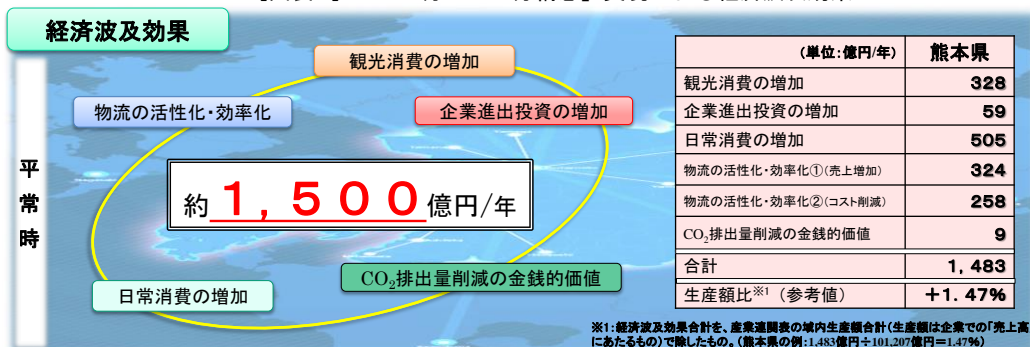 経済波及効果
平常時
観光消費の増加
物流の活性化・効率化
企業進出投資の増加
約1,500億円/年
CO₂排出量削減の金銭的価値
日常消費の増加
(単位:億円/年) 熊本県
観光消費の増加 328
企業進出投資の増加 59
日常消費の増加 505
物流の活性化・効率化①(売上増加) 324
物流の活性化・効率化②(コスト削減) 258
CO₂排出量削減の金銭的価値 9
合計 1,483
生産額比※1(参考値) +1.47%
※1:経済波及効果合計を、産業連関表の域内生産額合計(生産額は企業での「売上高」
にあたるもの)で除したもの。(熊本県の例:1,483億円÷101,207億円=1.47%)